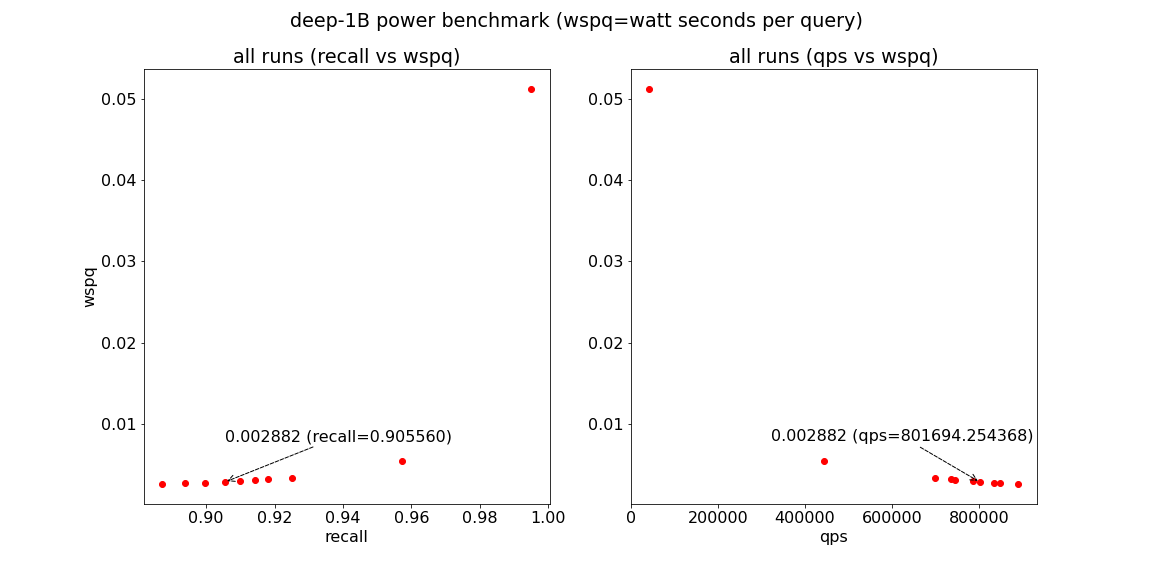 deep-1B power benchmark (wspq=watt seconds per query)
all runs (recall vs wspq)
0.05
0.04
0.03
0.02
0.01
wspq
0.002882 (recall=0.905560)
0.90 0.92 0.94 0.96 0.98 1.00
recall
all runs (qps vs wspq)
0.05
0.04
0.03
0.02
0.01
0.002882 (qps=801694.254368)
0 200000 400000 600000 800000
qps